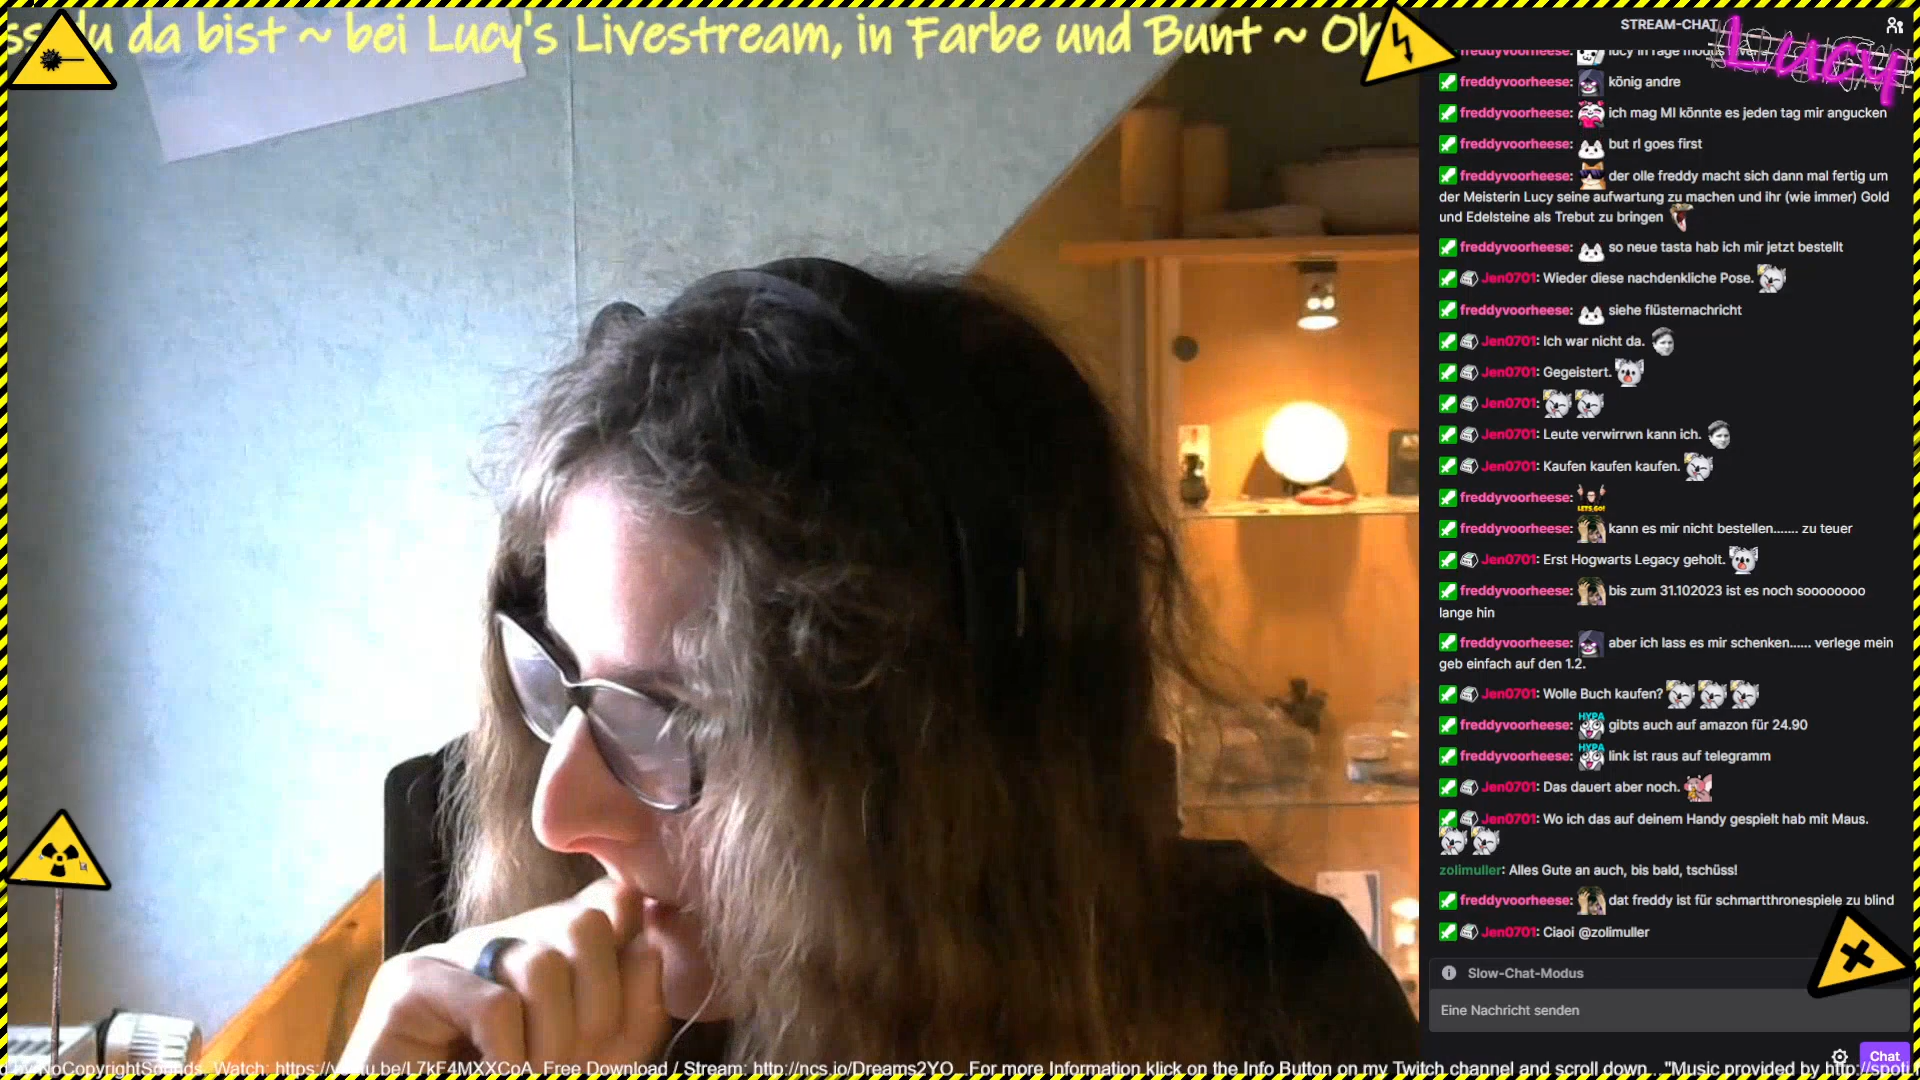 du da bist ~ bei Lucy's Livestream, in Farbe und Bunt ~ Oh
STREAM-CHAT
Lucy
freddyvoorheese: lucy in rage modus
freddyvoorheese: könig andre
freddyvoorheese: ich mag MI könnte es jeden tag mir angucken
freddyvoorheese: but rl goes first
freddyvoorheese: der olle freddy macht sich dann mal fertig um
der Meisterin Lucy seine aufwartung zu machen und ihr (wie immer) Gold
und Edelsteine als Trebut zu bringen
freddyvoorheese: so neue tasta hab ich mir jetzt bestellt
Jen0701: Wieder diese nachdenkliche Pose.
freddyvoorheese: siehe flüsternachricht
Jen0701: Ich war nicht da.
Jen0701: Gegeistert.
Jen0701:
Jen0701: Leute verwirrwn kann ich.
Jen0701: Kaufen kaufen kaufen.
freddyvoorheese: LETS GO!
freddyvoorheese: kann es mir nicht bestellen....... zu teuer
Jen0701: Erst Hogwarts Legacy geholt.
freddyvoorheese: bis zum 31.102023 ist es noch soooooooo
lange hin
freddyvoorheese: aber ich lass es mir schenken...... verlege mein
geb einfach auf den 1.2.
Jen0701: Wolle Buch kaufen?
freddyvoorheese: HYPA gibts auch auf amazon für 24.90
freddyvoorheese: HYPA link ist raus auf telegramm
Jen0701: Das dauert aber noch.
Jen0701: Wo ich das auf deinem Handy gespielt hab mit Maus.
zolimuller: Alles Gute an auch, bis bald, tschüss!
freddyvoorheese: dat freddy ist für schmartthronespiele zu blind
Jen0701: Ciaoi @zolimuller
Slow-Chat-Modus
Eine Nachricht senden
Chat
NoCopyrightSounds Watch: Free Download / Stream: http://ncs.io/Dreams2YO For more Information klick on the Info Button on my Twitch channel and scroll down... "Music provided by http://spoti